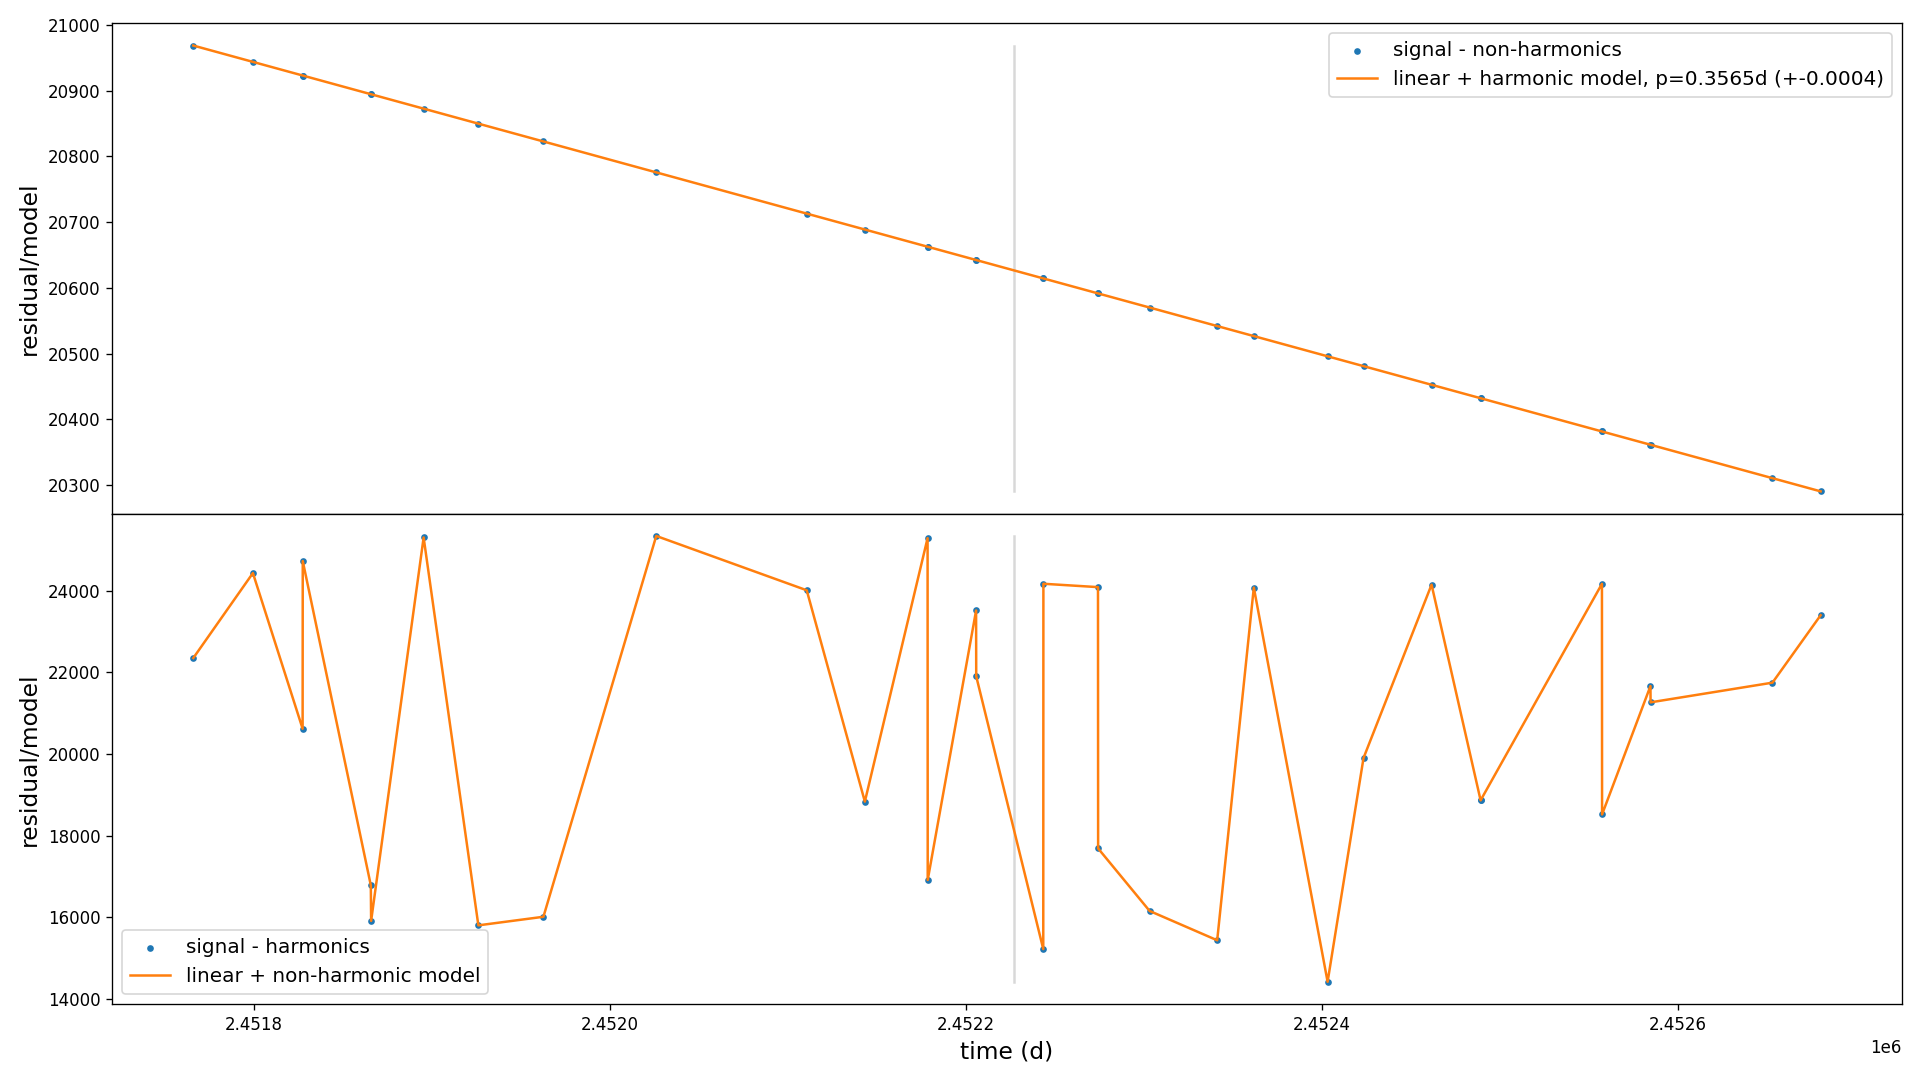 21000
20900
20800
20700
20600
20500
20400
20300
residual/model
signal - non-harmonics
linear + harmonic model, p=0.3565d (+-0.0004)
24000
22000
20000
18000
16000
14000
residual/model
signal - harmonics
linear + non-harmonic model
2.4518
2.4520
2.4522
2.4524
2.4526
time (d)
1e6